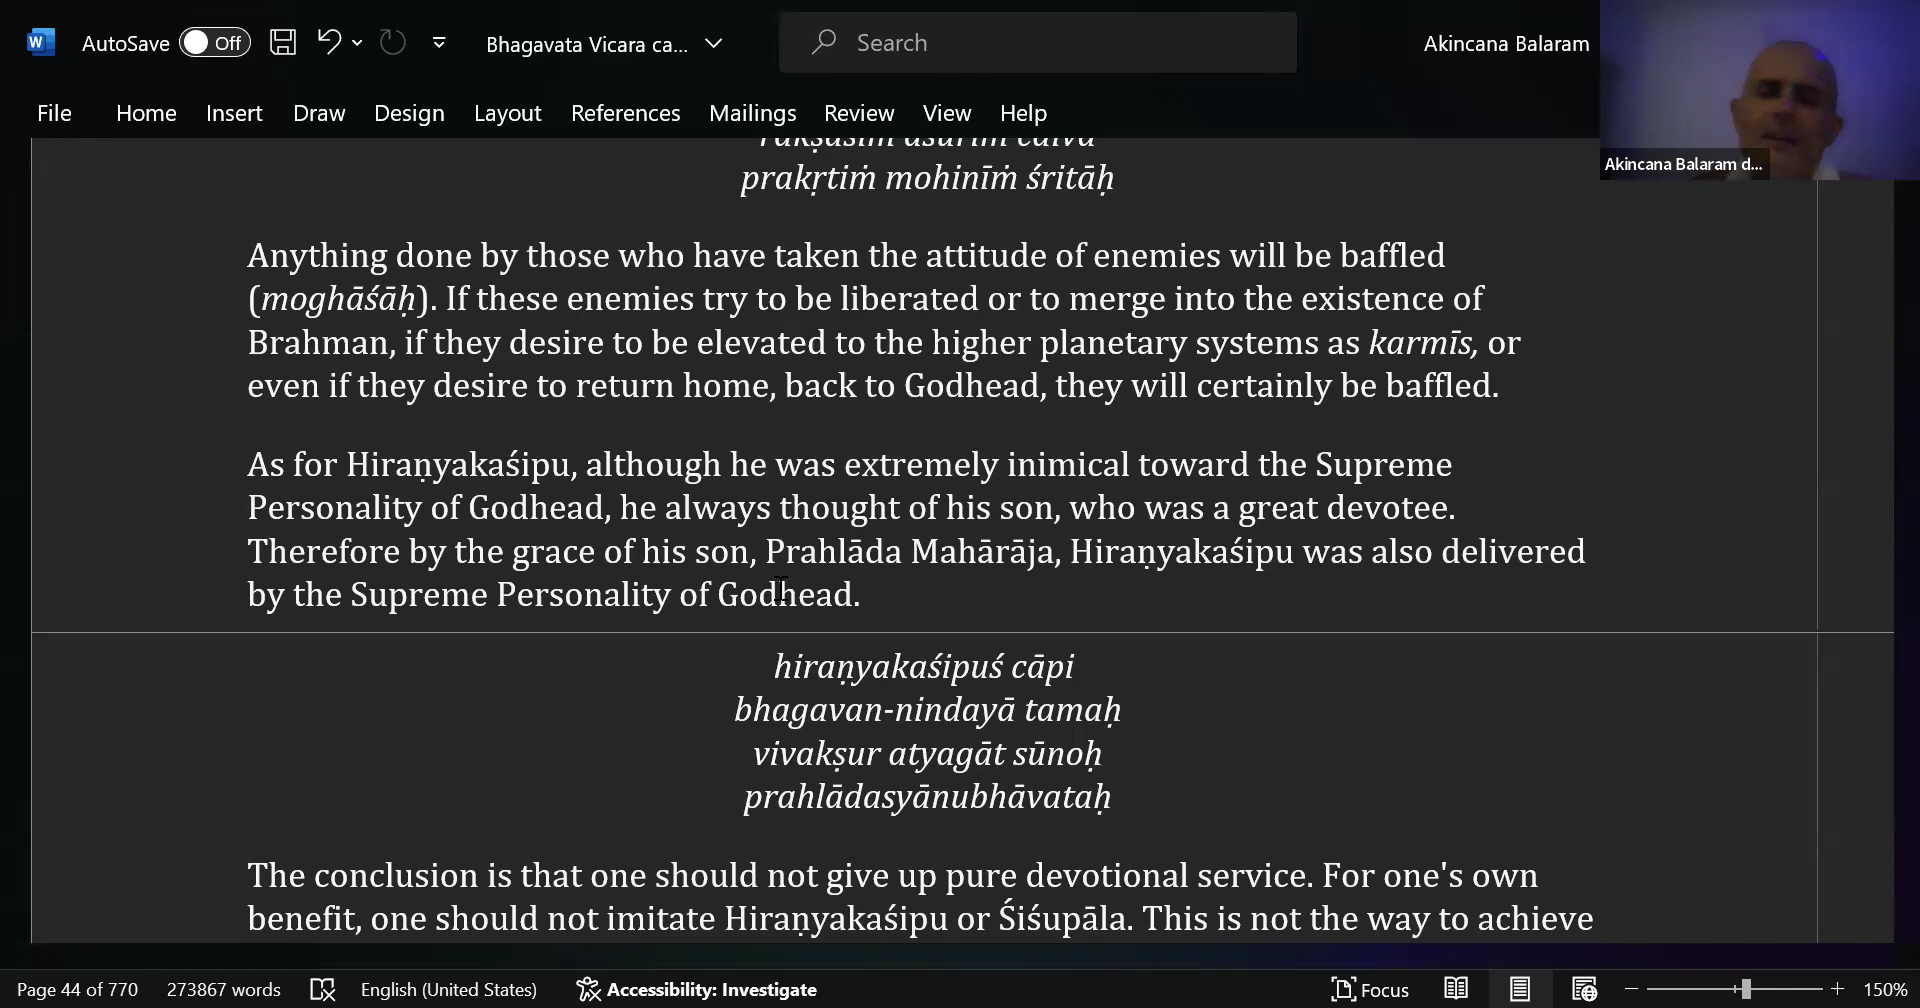 W AutoSave Off Bhagavata Vicara ca... Search Akincana Balaram
File Home Insert Draw Design Layout References Mailings Review View Help
Akincana Balaram d...
prakṛtiṁ mohinīṁ śritāḥ
Anything done by those who have taken the attitude of enemies will be baffled
(moghāśāḥ). If these enemies try to be liberated or to merge into the existence of
Brahman, if they desire to be elevated to the higher planetary systems as karmīs, or
even if they desire to return home, back to Godhead, they will certainly be baffled.
As for Hiraṇyakaśipu, although he was extremely inimical toward the Supreme
Personality of Godhead, he always thought of his son, who was a great devotee.
Therefore by the grace of his son, Prahlāda Mahārāja, Hiraṇyakaśipu was also delivered
by the Supreme Personality of Godhead.
hiraṇyakaśipuś cāpi
bhagavan-nindayā tamaḥ
vivakṣur atyagāt sūnoḥ
prahlādasyānubhāvataḥ
The conclusion is that one should not give up pure devotional service. For one's own
benefit, one should not imitate Hiraṇyakaśipu or Śiśupāla. This is not the way to achieve
Page 44 of 770 273867 words English (United States) Accessibility: Investigate Focus 150%